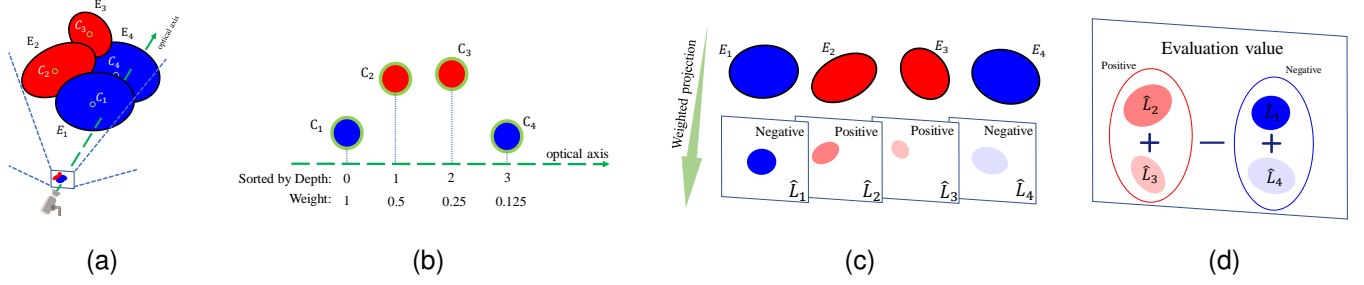 E₃
C₃
E₄
optical axis
E₂
C₂
C₄
C₁
E₁
(a)
C₃
C₂
C₁
C₄
optical axis
Sorted by Depth: 0 1 2 3
Weight: 1 0.5 0.25 0.125
(b)
Weighted projection
E₁ E₂ E₃ E₄
Negative Positive Positive Negative
L̂₁ L̂₂ L̂₃ L̂₄
(c)
Evaluation value
Positive Negative
L̂₂ L̂₁
+ − +
L̂₃ L̂₄
(d)